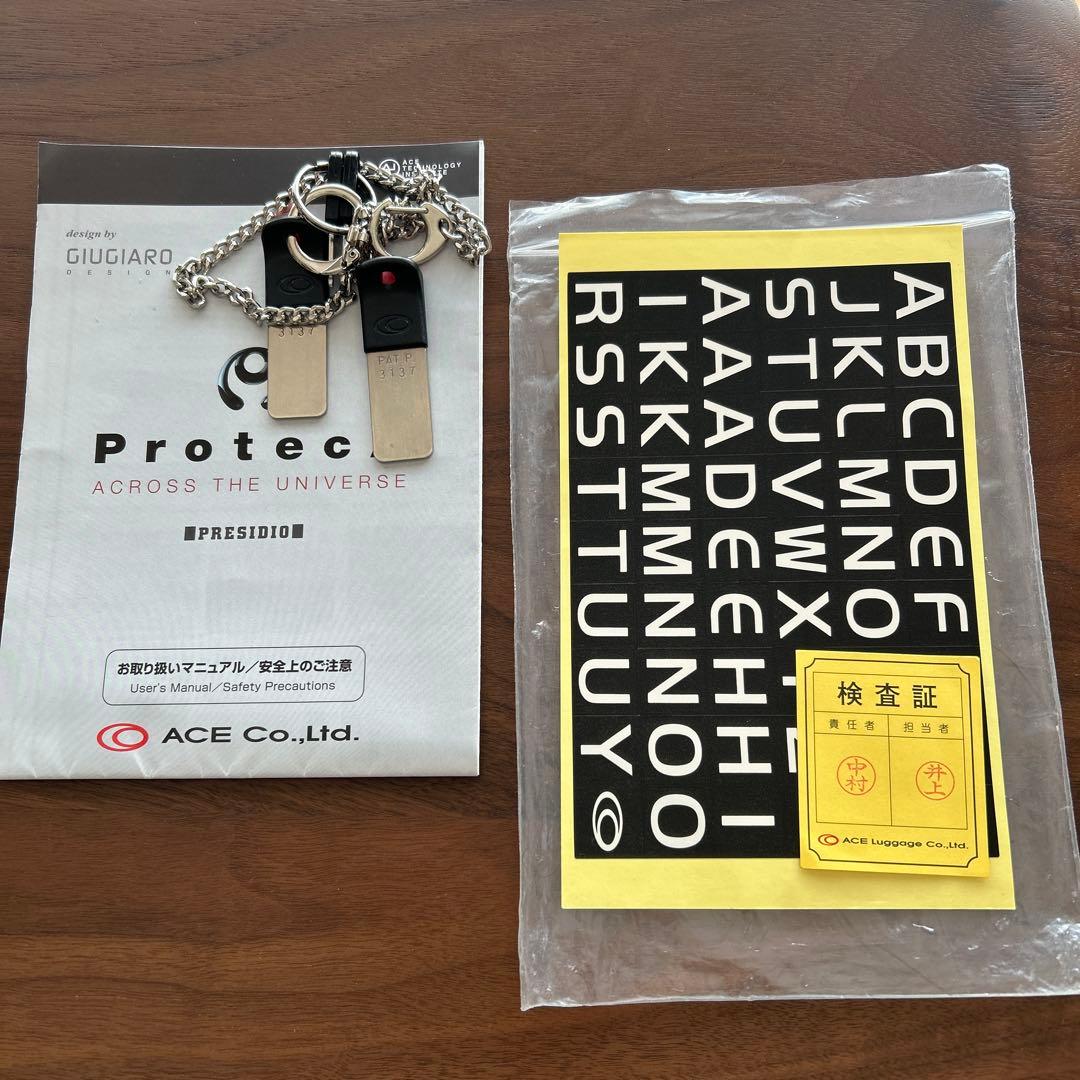 ACE
design by
GIUGIARO
DESIGN
3137
PAT.P.
3137
Protec
ACROSS THE UNIVERSE
PRESIDIO
お取り扱いマニュアル／安全上のご注意
User's Manual／Safety Precautions
ACE Co.,Ltd.
A B C D E F
J K L M N O
S T U V W X
A A A D E E H H I
I K K M M N N O O
R S S T T U U Y
検査証
責任者 担当者
中村 井上
ACE Luggage Co.,Ltd.